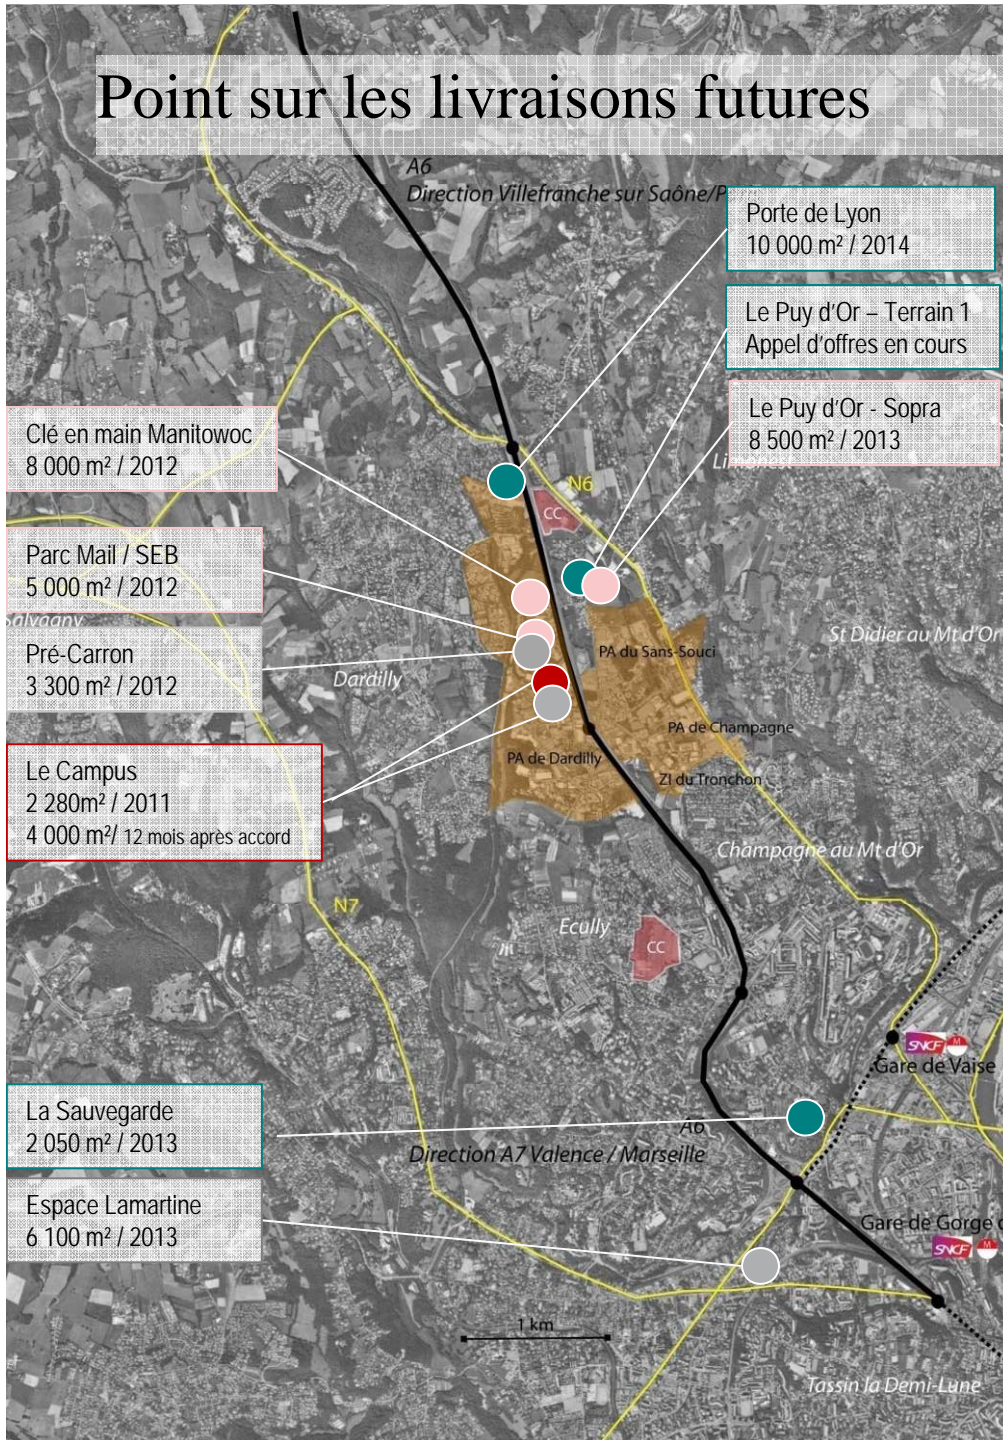 Point sur les livraisons futures
A6
Direction Villefranche sur Saône/P
Porte de Lyon
10 000 m² / 2014
Le Puy d'Or – Terrain 1
Appel d'offres en cours
Le Puy d'Or - Sopra
8 500 m² / 2013
Clé en main Manitowoc
8 000 m² / 2012
N6
CC
Parc Mail / SEB
5 000 m² / 2012
Salvagny
St Didier au Mt d'Or
PA du Sans-Souci
Pré-Carron
3 300 m² / 2012
Dardilly
PA de Champagne
PA de Dardilly
ZI du Tronchon
Le Campus
2 280m² / 2011
4 000 m²/ 12 mois après accord
Champagne au Mt d'Or
N7
Ecully
CC
SNCF M
Gare de Vaise
La Sauvegarde
2 050 m² / 2013
A6
Direction A7 Valence / Marseille
Espace Lamartine
6 100 m² / 2013
Gare de Gorge d
SNCF M
1 km
Tassin la Demi-Lune